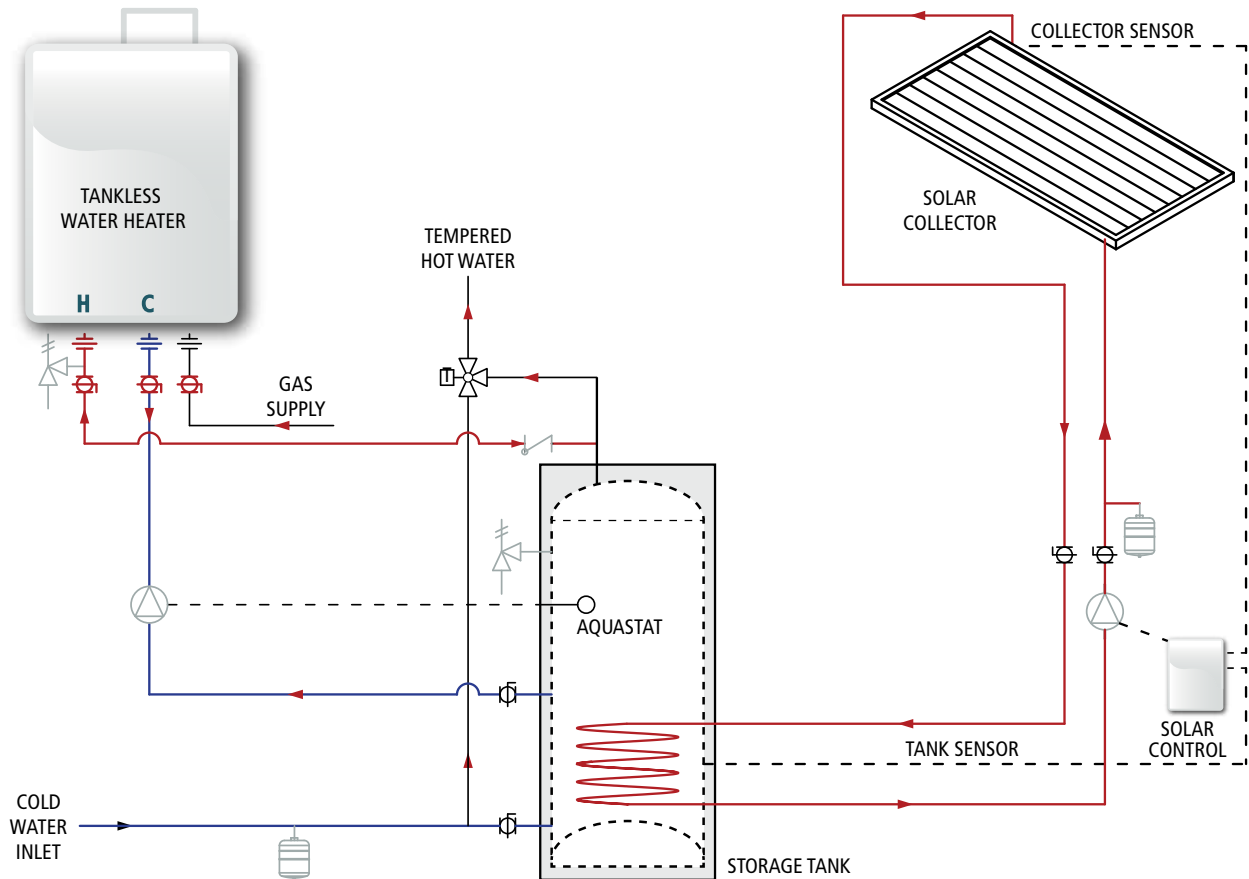 COLLECTOR SENSOR
TANKLESS
WATER HEATER
H
C
SOLAR
COLLECTOR
TEMPERED
HOT WATER
GAS
SUPPLY
T
AQUASTAT
TANK SENSOR
SOLAR
CONTROL
COLD
WATER
INLET
STORAGE TANK